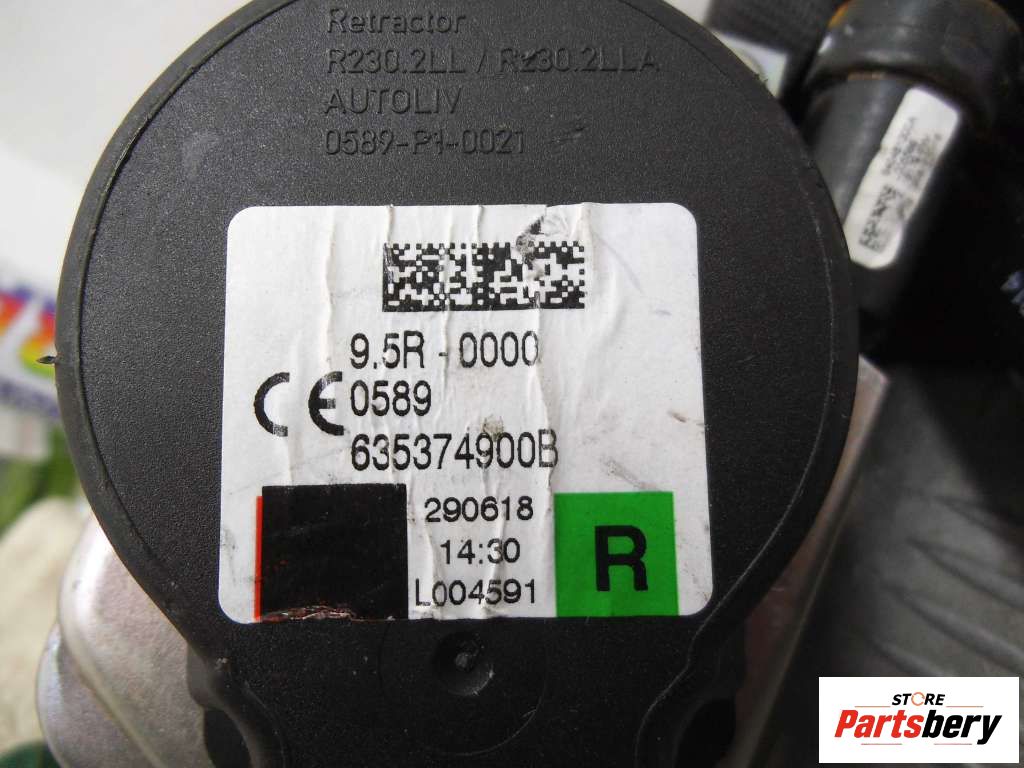 Retractor
R230.2LL / R230.2LLA
AUTOLIV
0589-P1-0021
9.5R - 0000
CE 0589
635374900B
290618
14:30
L004591
R
STORE
Partsbery